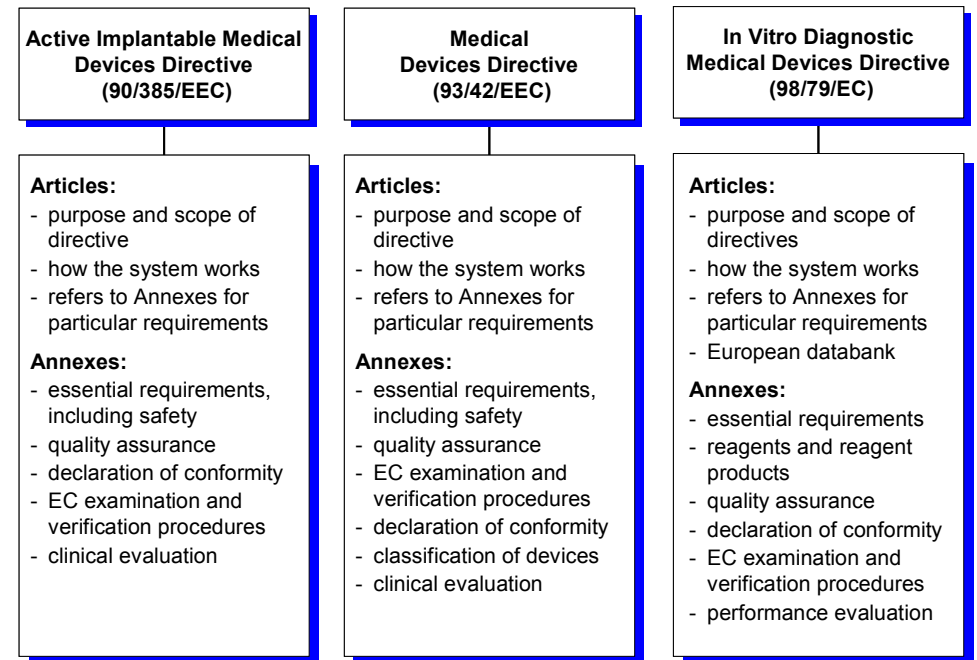 Active Implantable Medical
Devices Directive
(90/385/EEC)
Articles:
- purpose and scope of
directive
- how the system works
- refers to Annexes for
particular requirements
Annexes:
- essential requirements,
including safety
- quality assurance
- declaration of conformity
- EC examination and
verification procedures
- clinical evaluation
Medical
Devices Directive
(93/42/EEC)
Articles:
- purpose and scope of
directive
- how the system works
- refers to Annexes for
particular requirements
Annexes:
- essential requirements,
including safety
- quality assurance
- EC examination and
verification procedures
- declaration of conformity
- classification of devices
- clinical evaluation
In Vitro Diagnostic
Medical Devices Directive
(98/79/EC)
Articles:
- purpose and scope of
directives
- how the system works
- refers to Annexes for
particular requirements
- European databank
Annexes:
- essential requirements
- reagents and reagent
products
- quality assurance
- declaration of conformity
- EC examination and
verification procedures
- performance evaluation